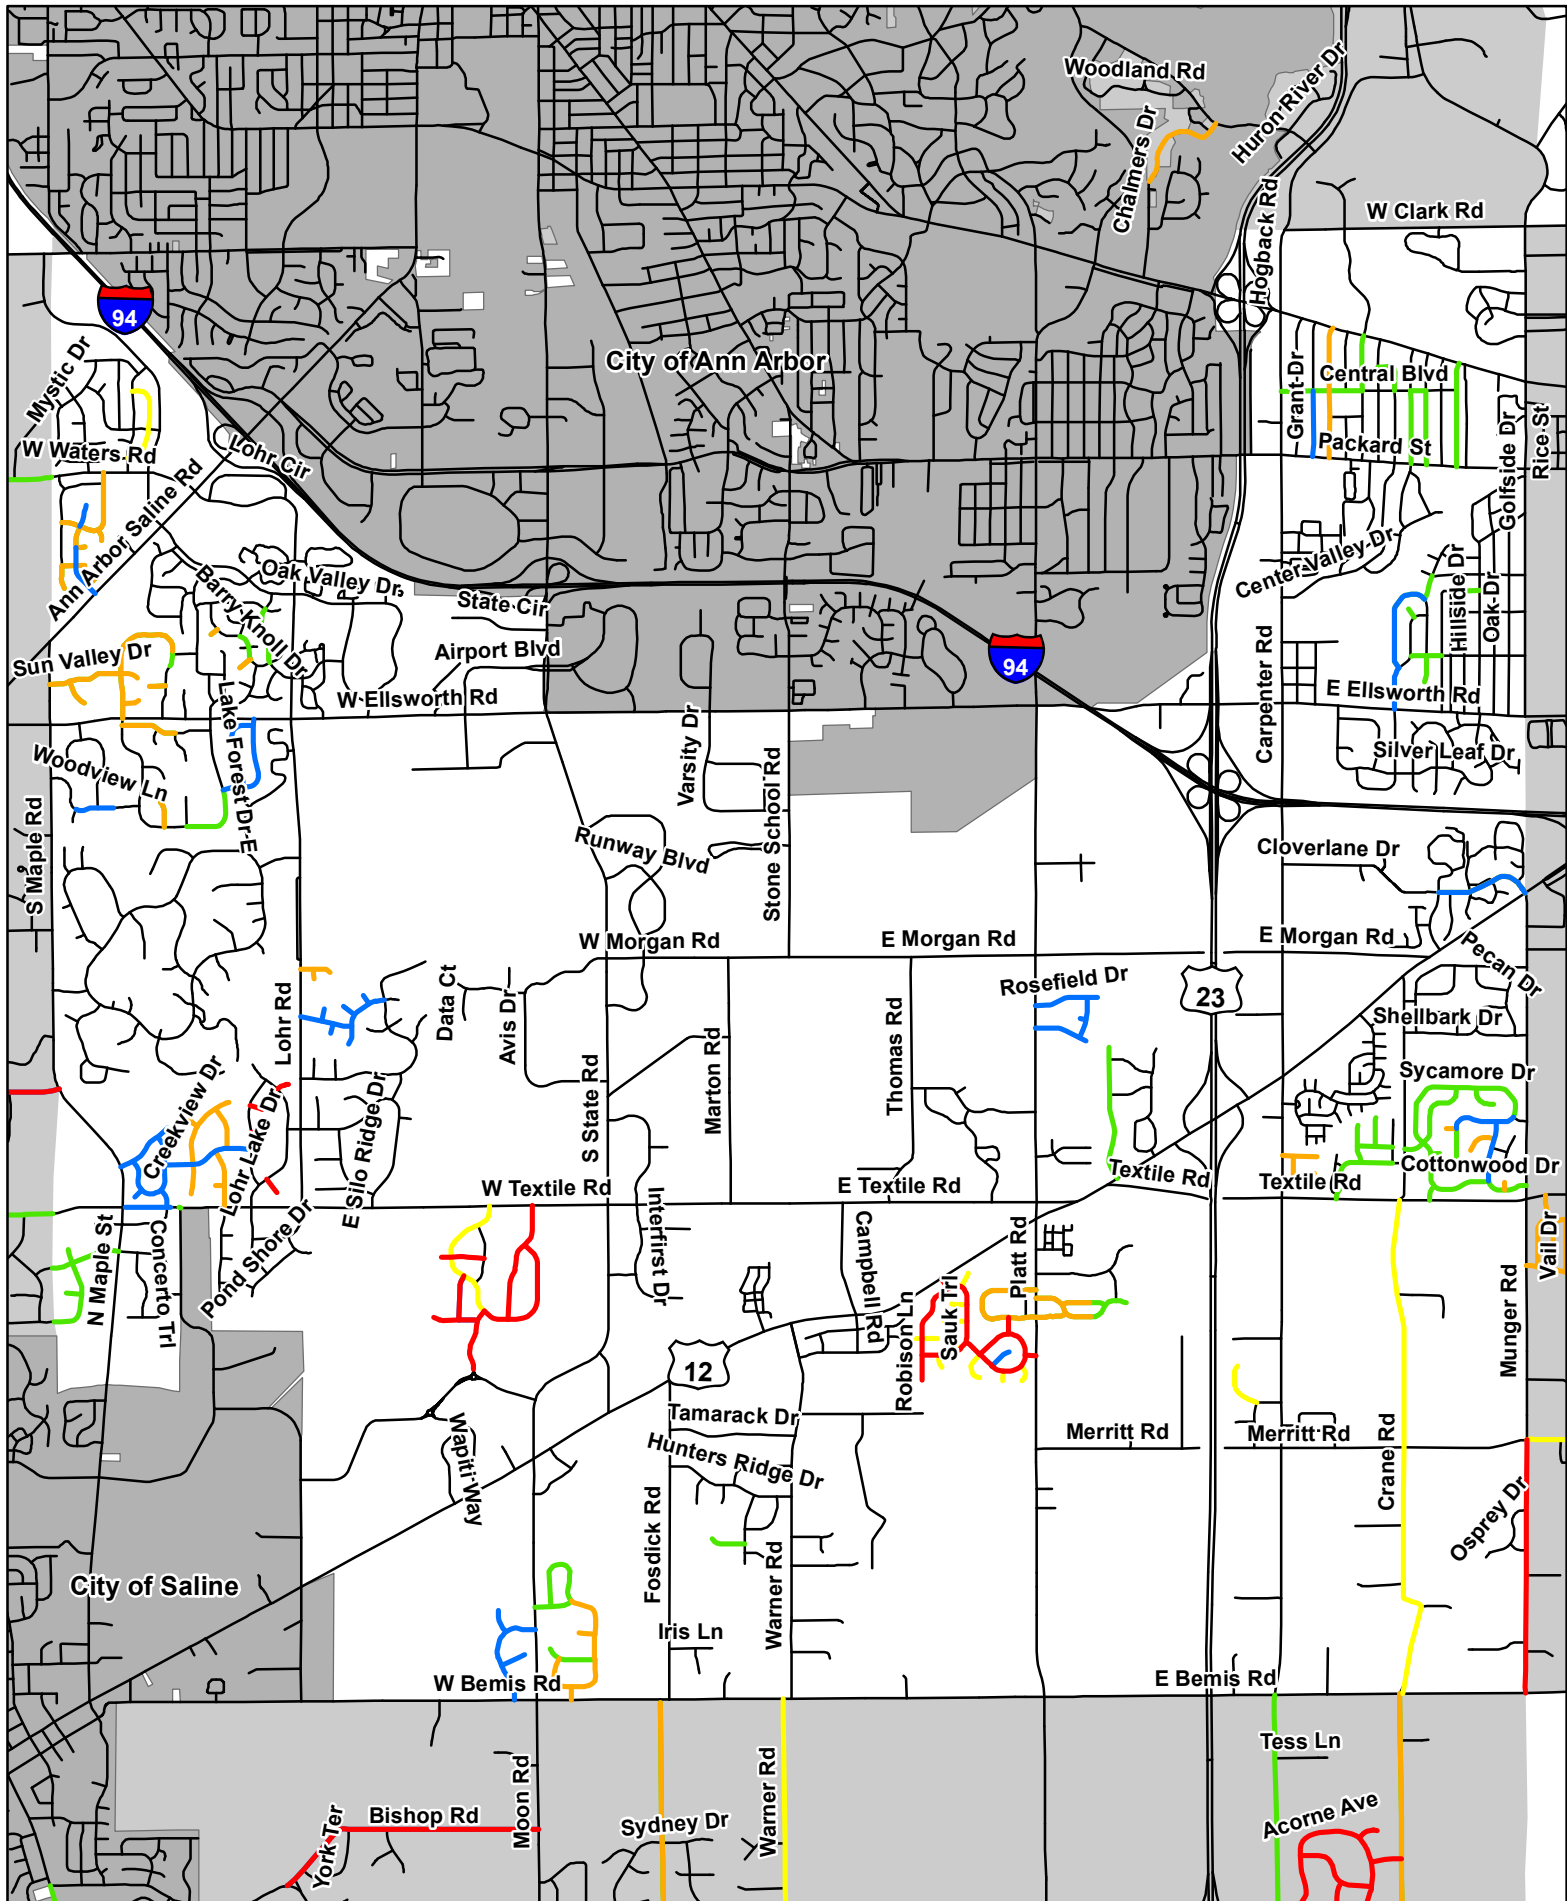 Woodland Rd
Huron River Dr
Chalmers Dr
W Clark Rd
Hogback Rd
94
City of Ann Arbor
Mystic Dr
Grant Dr
Central Blvd
W Waters Rd
Lohr Cir
Packard St
Golfside Dr
Rice St
Ann Arbor Saline Rd
Oak Valley Dr
Center Valley Dr
Barry Knoll Dr
State Cir
Hillside Dr
Oak Dr
Sun Valley Dr
Airport Blvd
94
Carpenter Rd
W Ellsworth Rd
E Ellsworth Rd
Lake Forest Dr E
Varsity Dr
Stone School Rd
Silver Leaf Dr
Woodview Ln
S Maple Rd
Runway Blvd
Cloverlane Dr
W Morgan Rd
E Morgan Rd
E Morgan Rd
Pecan Dr
Rosefield Dr
23
Lohr Rd
Data Ct
Avis Dr
Thomas Rd
Shellbark Dr
Marton Rd
S State Rd
Sycamore Dr
Creekview Dr
Lohr Lake Dr
E Silo Ridge Dr
Textile Rd
Cottonwood Dr
W Textile Rd
E Textile Rd
Textile Rd
Interfirst Dr
N Maple St
Concerto Trl
Pond Shore Dr
Campbell Rd
Platt Rd
Vail Dr
Robison Ln
Sauk Trl
Munger Rd
12
Tamarack Dr
Merritt Rd
Merritt Rd
Crane Rd
Wapiti Way
Hunters Ridge Dr
Osprey Dr
Fosdick Rd
City of Saline
Warner Rd
Iris Ln
W Bemis Rd
E Bemis Rd
Tess Ln
Moon Rd
Warner Rd
Bishop Rd
York Ter
Sydney Dr
Acorne Ave